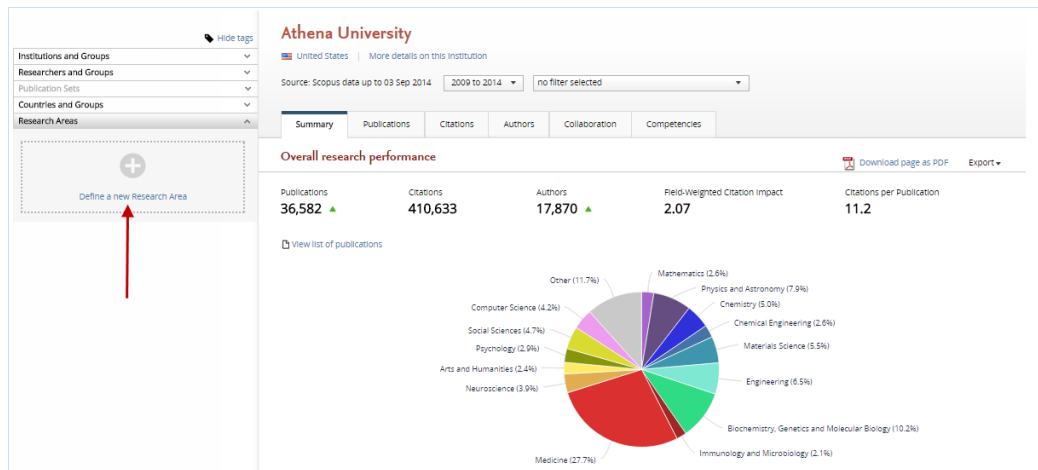 Hide tags
Institutions and Groups
Researchers and Groups
Publication Sets
Countries and Groups
Research Areas
Define a new Research Area
Athena University
United States | More details on this Institution
Source: Scopus data up to 03 Sep 2014 2009 to 2014 no filter selected
Summary Publications Citations Authors Collaboration Competencies
Overall research performance
Download page as PDF Export
Publications Citations Authors Field-Weighted Citation Impact Citations per Publication
36,582 410,633 17,870 2.07 11.2
View list of publications
Mathematics (2.6%)
Physics and Astronomy (7.9%)
Chemistry (5.0%)
Chemical Engineering (2.6%)
Materials Science (5.5%)
Engineering (6.5%)
Biochemistry, Genetics and Molecular Biology (10.2%)
Immunology and Microbiology (2.1%)
Medicine (27.7%)
Neuroscience (3.9%)
Arts and Humanities (2.4%)
Psychology (2.9%)
Social Sciences (4.7%)
Computer Science (4.2%)
Other (11.7%)